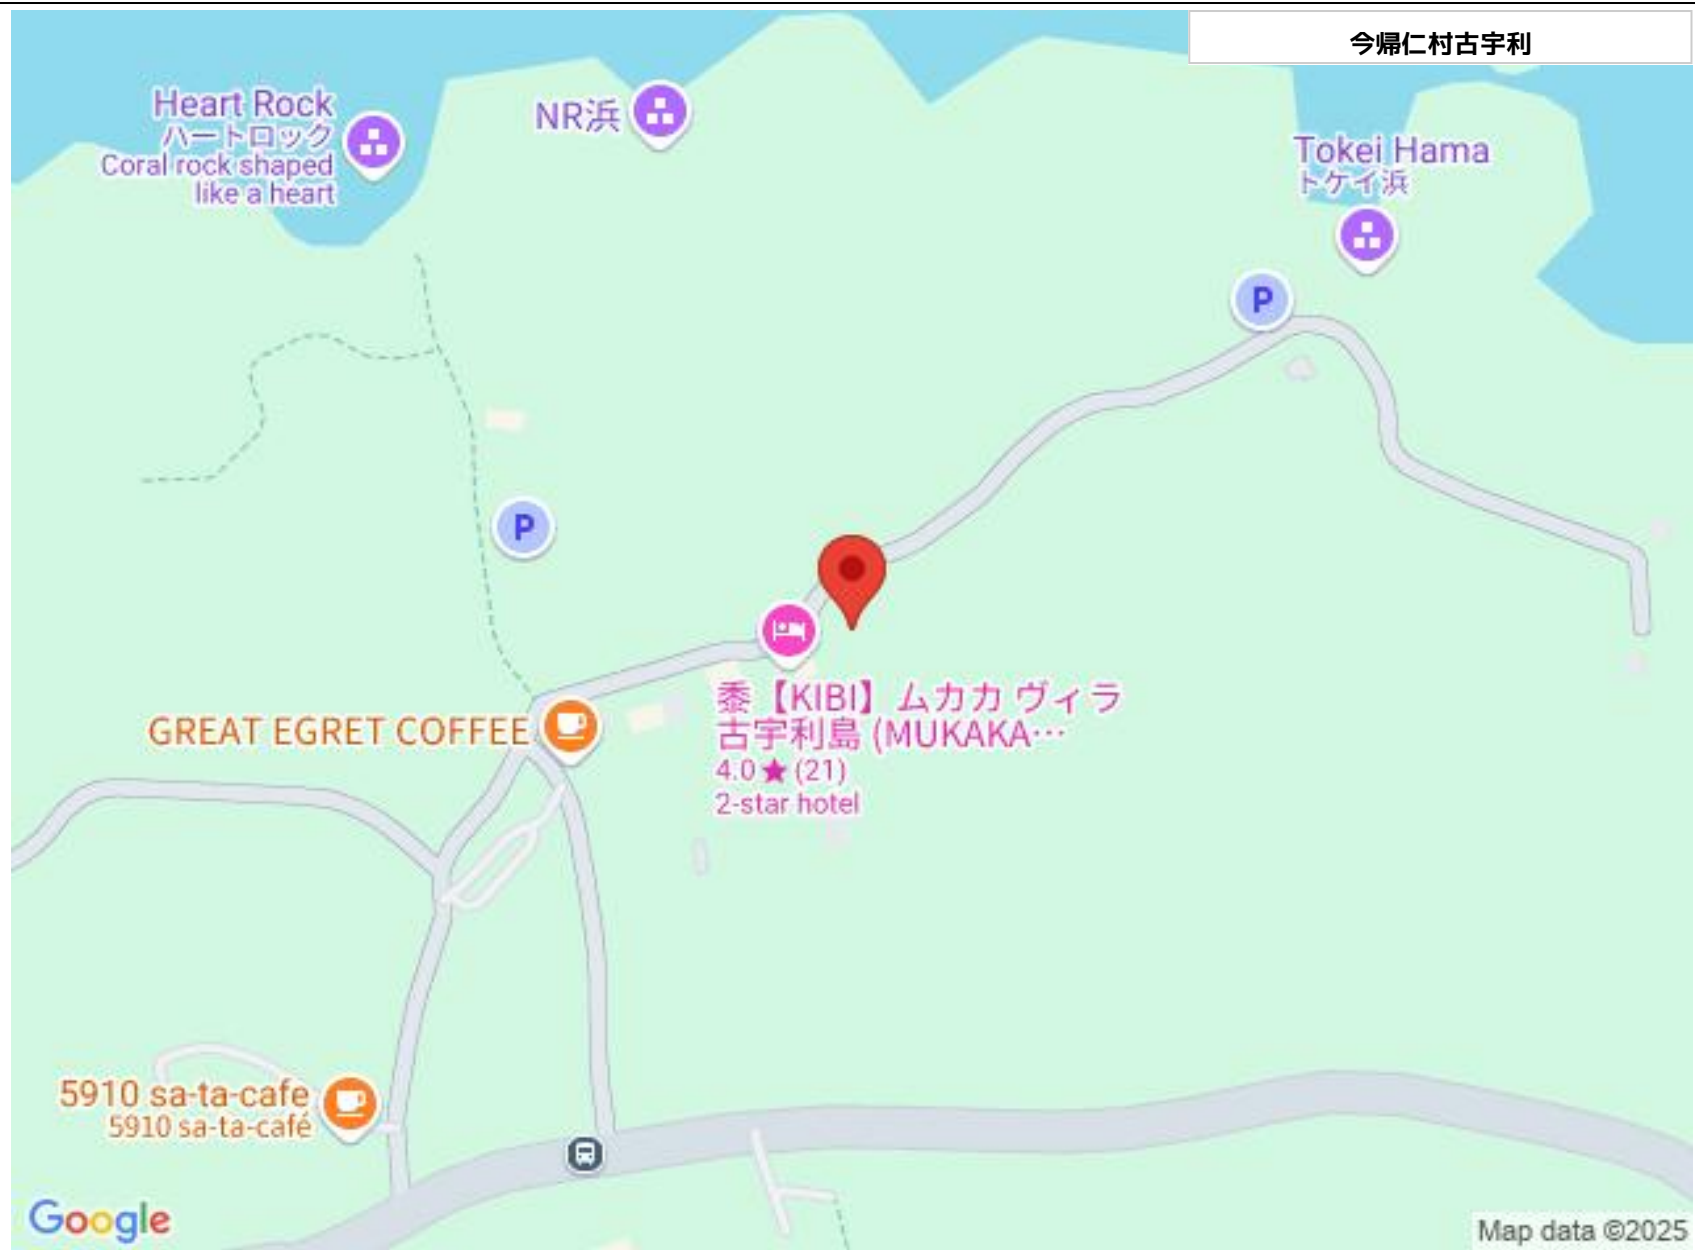 今帰仁村古宇利
Heart Rock
ハートロック
Coral rock shaped
like a heart
NR浜
Tokei Hama
トケイ浜
P
P
黍【KIBI】ムカカ ヴィラ
古宇利島 (MUKAKA…
4.0★ (21)
2-star hotel
GREAT EGRET COFFEE
5910 sa-ta-cafe
5910 sa-ta-café
Google
Map data ©2025